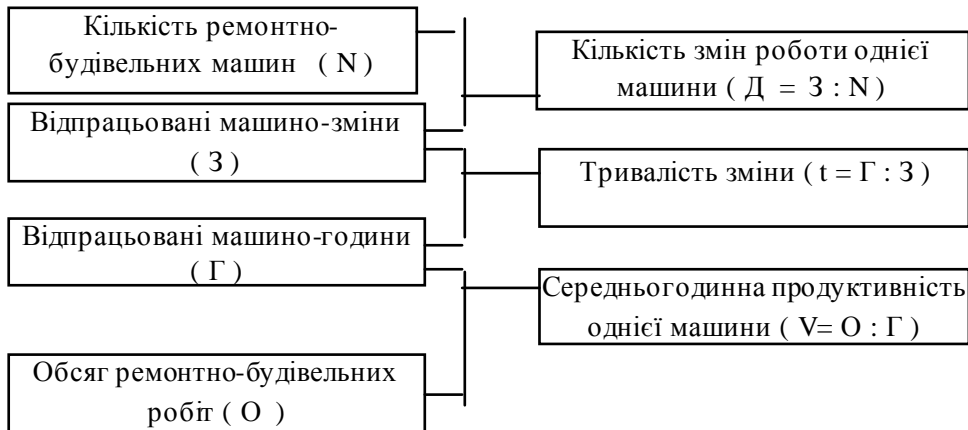 Кількість ремонтно-
будівельних машин ( N )
Відпрацьовані машино-зміни
( З )
Відпрацьовані машино-години
( Г )
Обсяг ремонтно-будівельних
робіт ( О )
Кількість змін роботи однієї
машини ( Д = З : N )
Тривалість зміни ( t = Г : З )
Середньогодинна продуктивність
однієї машини ( V= О : Г )